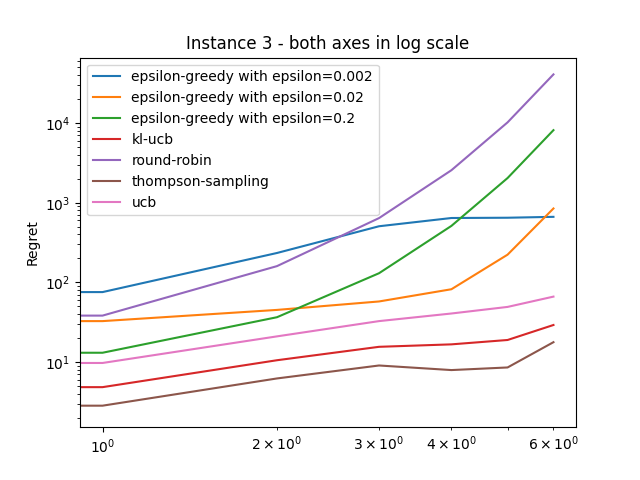 Instance 3 - both axes in log scale
epsilon-greedy with epsilon=0.002
epsilon-greedy with epsilon=0.02
epsilon-greedy with epsilon=0.2
kl-ucb
round-robin
thompson-sampling
ucb
Regret
10⁴
10³
10²
10¹
10⁰
2 × 10⁰
3 × 10⁰
4 × 10⁰
6 × 10⁰